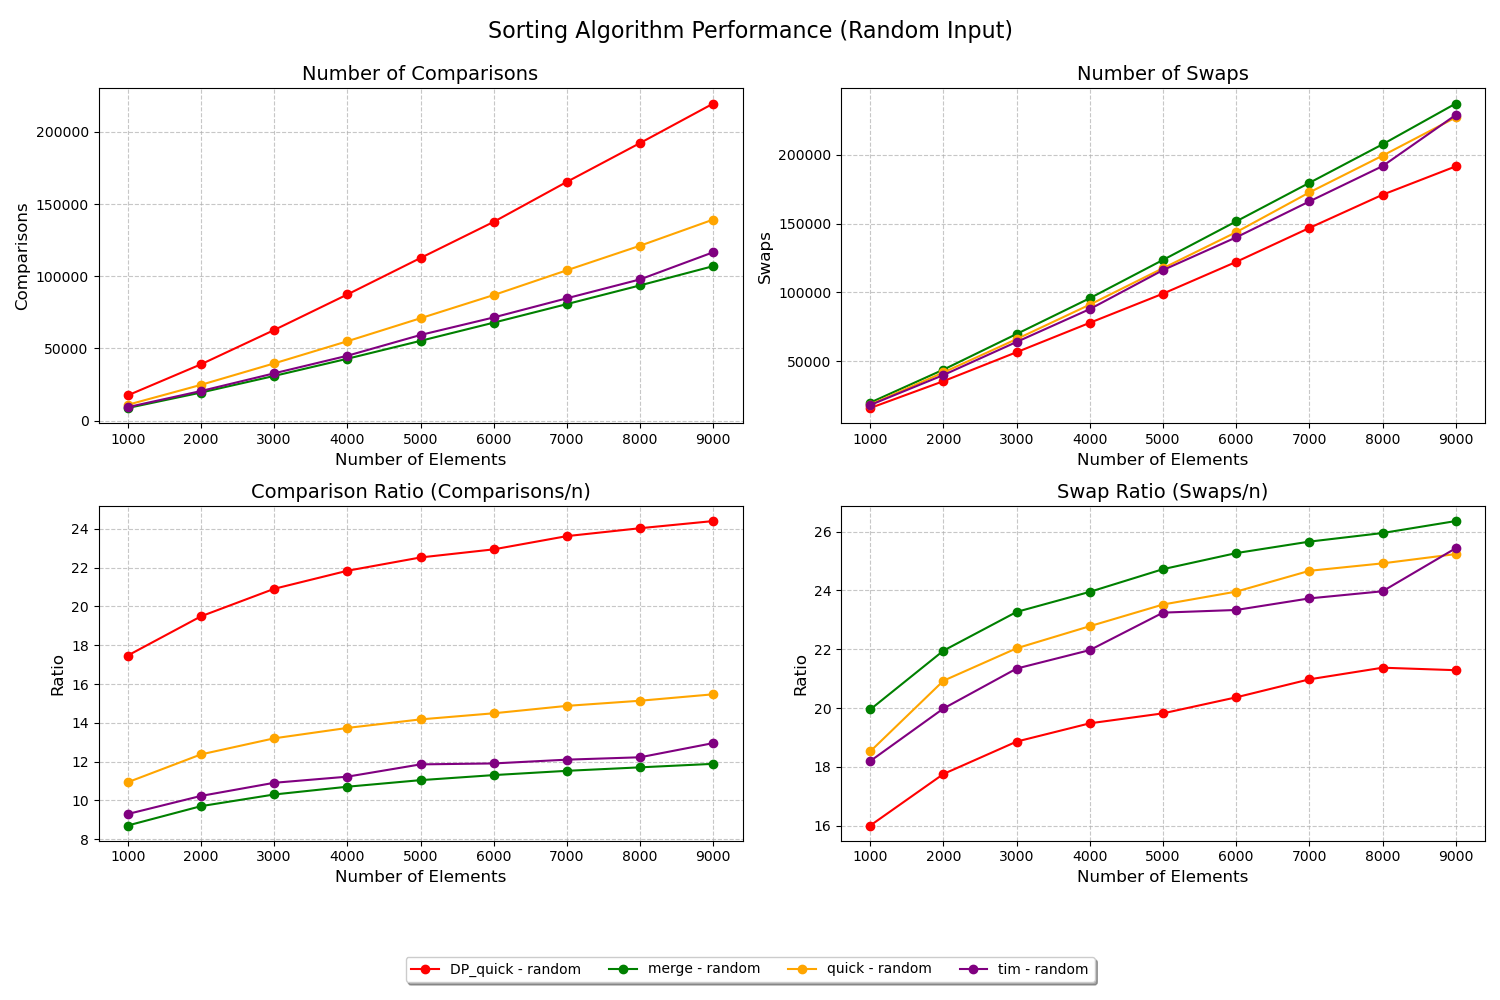 Sorting Algorithm Performance (Random Input)
Number of Comparisons
Comparisons
200000
150000
100000
50000
0
1000 2000 3000 4000 5000 6000 7000 8000 9000
Number of Elements
Number of Swaps
Swaps
200000
150000
100000
50000
1000 2000 3000 4000 5000 6000 7000 8000 9000
Number of Elements
Comparison Ratio (Comparisons/n)
Ratio
24
22
20
18
16
14
12
10
8
1000 2000 3000 4000 5000 6000 7000 8000 9000
Number of Elements
Swap Ratio (Swaps/n)
Ratio
26
24
22
20
18
16
1000 2000 3000 4000 5000 6000 7000 8000 9000
Number of Elements
DP_quick - random merge - random quick - random tim - random